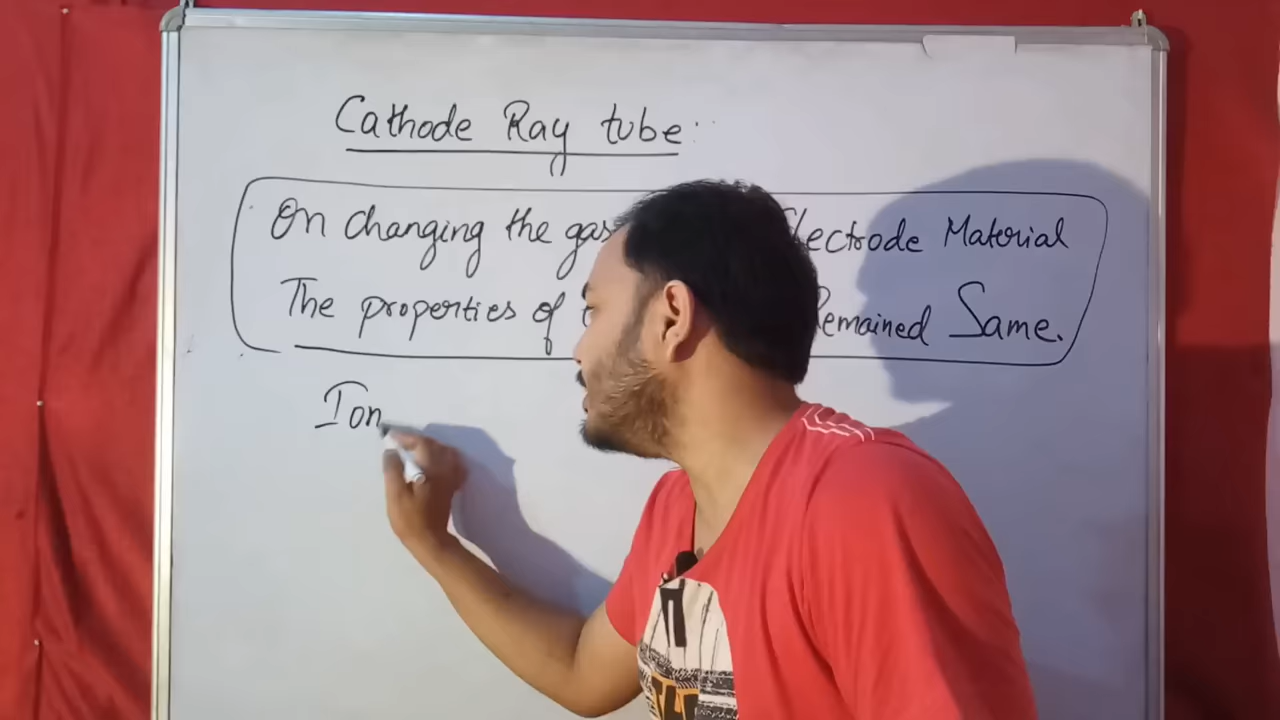 Cathode Ray tube:
On changing the gas Electrode Material
The properties of Remained Same.
Ion